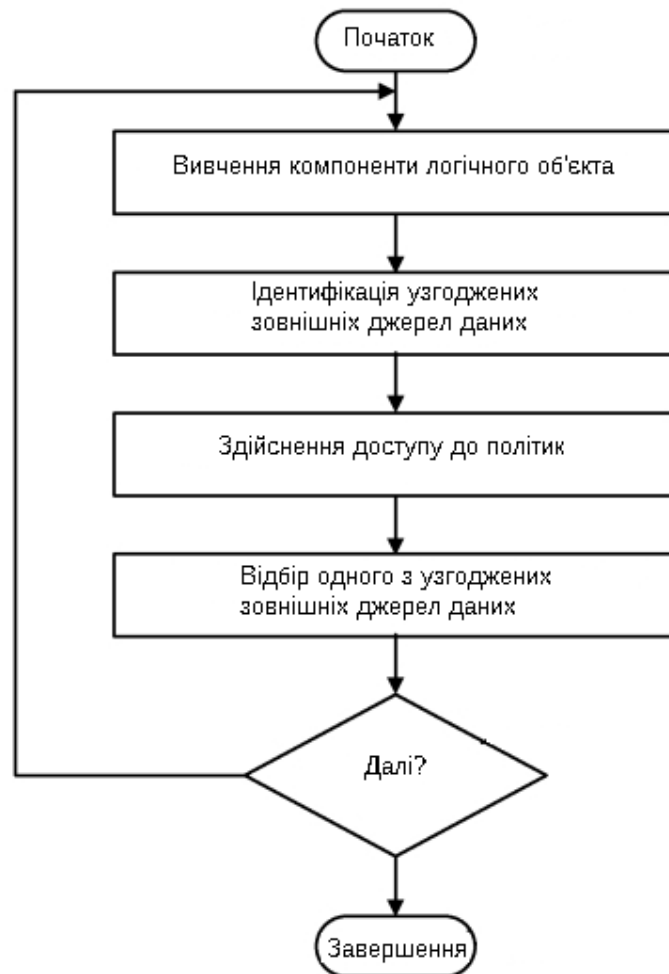 Початок
Вивчення компоненти логічного об'єкта
Ідентифікація узгоджених
зовнішніх джерел даних
Здійснення доступу до політик
Відбір одного з узгоджених
зовнішніх джерел даних
Далі?
Завершення